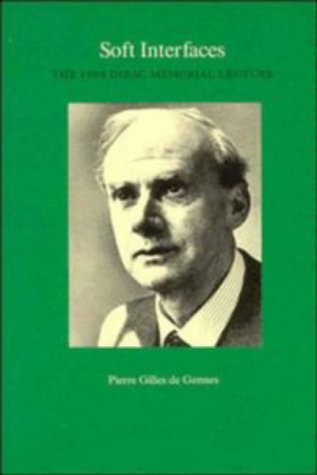 Soft Interfaces
THE 1994 DIRAC MEMORIAL LECTURE
Pierre Gilles de Gennes